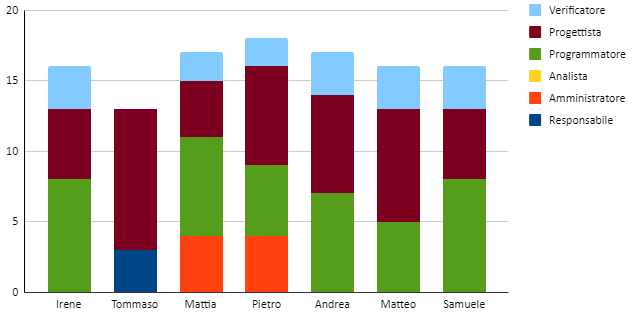 20
15
10
5
0
Irene Tommaso Mattia Pietro Andrea Matteo Samuele
Verificatore
Progettista
Programmatore
Analista
Amministratore
Responsabile